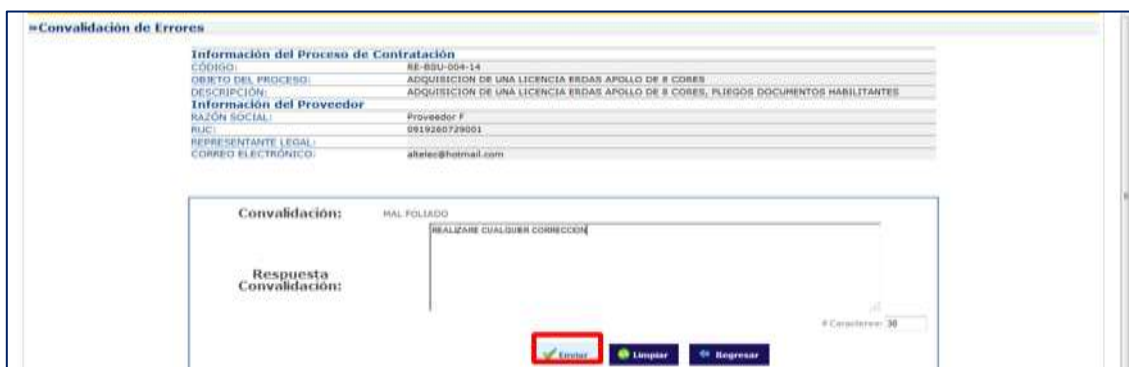 Convalidación de Errores
Información del Proceso de Contratación
CÓDIGO: RE-BSU-004-14
OBJETO DEL PROCESO: ADQUISICION DE UNA LICENCIA ERDAS APOLLO DE 8 CORES
DESCRIPCIÓN: ADQUISICION DE UNA LICENCIA ERDAS APOLLO DE 8 CORES, PLIEGOS DOCUMENTOS HABILITANTES
Información del Proveedor
RAZÓN SOCIAL: Proveedor F
RUC: 0919260729001
REPRESENTANTE LEGAL:
CORREO ELECTRÓNICO: altelec@hotmail.com
Convalidación: MAL FOLIADO
REALIZARE CUALQUIER CORRECCION
Respuesta
Convalidación:
# Caracteres: 30
Enviar Limpiar Regresar